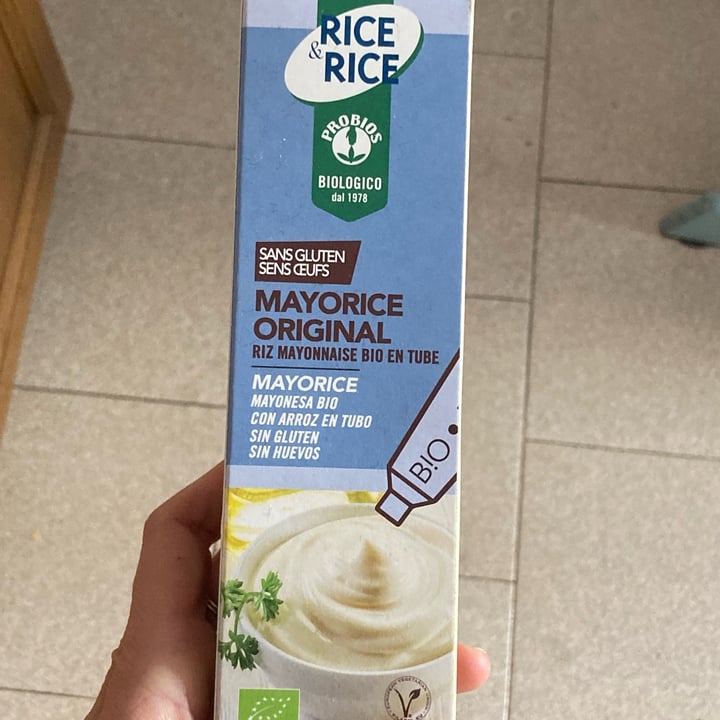 RICE
&
RICE
PROBIOS
BIOLOGICO
dal 1978
SANS GLUTEN
SENS ŒUFS
MAYORICE
ORIGINAL
RIZ MAYONNAISE BIO EN TUBE
MAYORICE
MAYONESA BIO
CON ARROZ EN TUBO
SIN GLUTEN
SIN HUEVOS
BIO